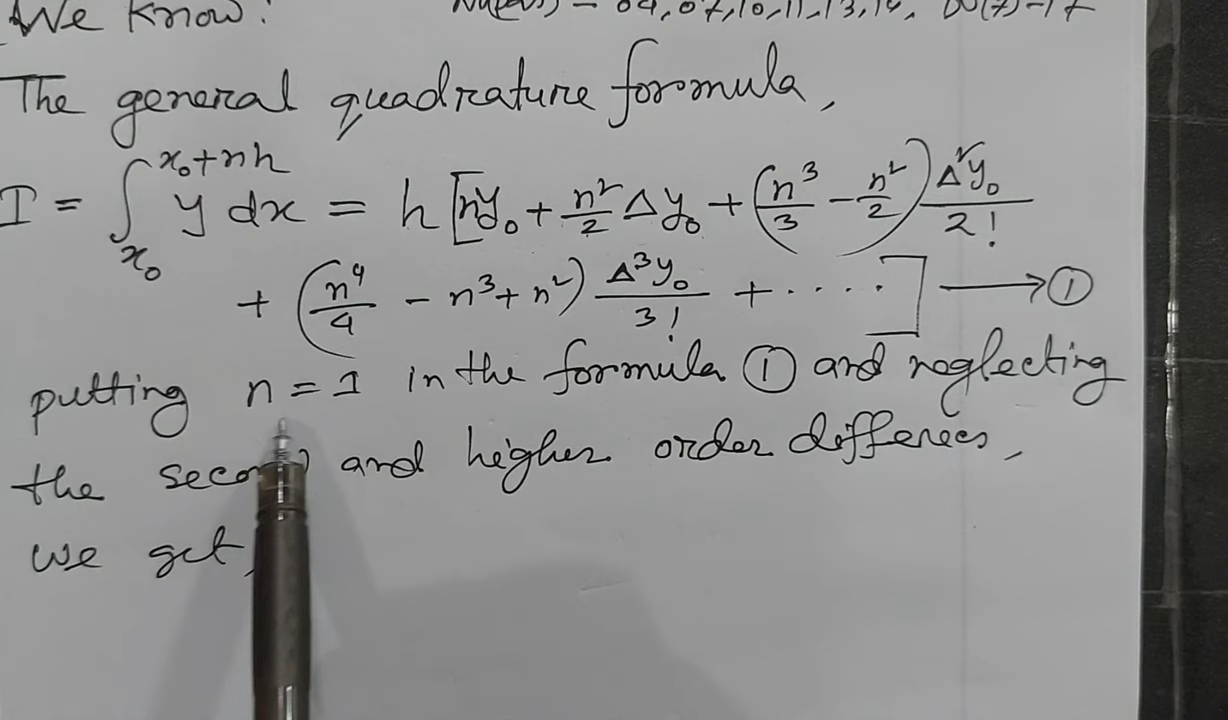 We know:
The general quadrature formula,
I = ∫_{x₀}^{x₀+nh} y dx = h [ny₀ + n²/2 Δy₀ + (n³/3 − n²/2) Δ²y₀/2!
+ (n⁴/4 − n³ + n²) Δ³y₀/3! + .....] ⟶ ①
putting n = 1 in the formula ① and neglecting
the and higher order differences,
we get,